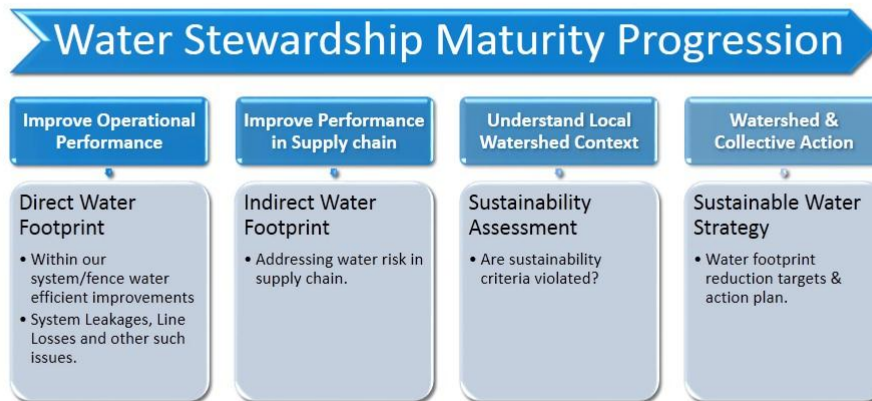 Water Stewardship Maturity Progression
Improve Operational
Performance
Direct Water
Footprint
• Within our
system/fence water
efficient improvements
• System Leakages, Line
Losses and other such
issues.
Improve Performance
in Supply chain
Indirect Water
Footprint
• Addressing water risk in
supply chain.
Understand Local
Watershed Context
Sustainability
Assessment
• Are sustainability
criteria violated?
Watershed &
Collective Action
Sustainable Water
Strategy
• Water footprint
reduction targets &
action plan.